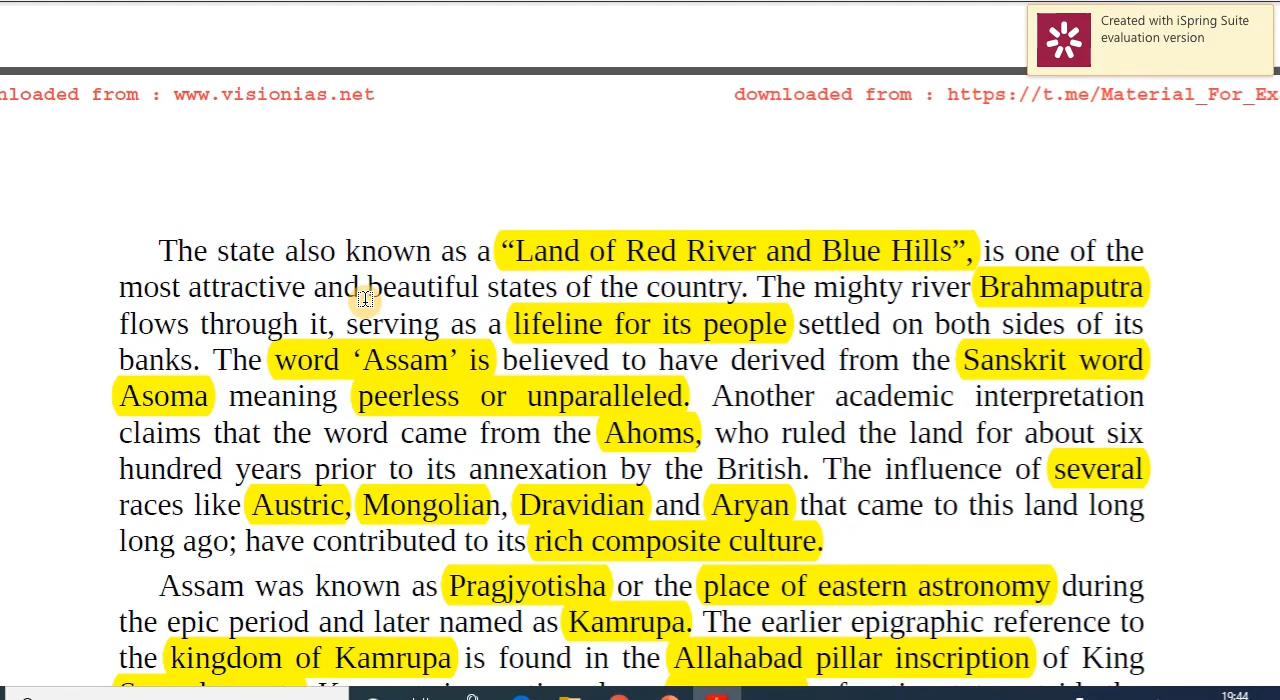 Created with iSpring Suite
evaluation version
nloaded from : www.visionias.net
downloaded from : https://t.me/Material_For_Ex
The state also known as a “Land of Red River and Blue Hills”, is one of the
most attractive and beautiful states of the country. The mighty river Brahmaputra
flows through it, serving as a lifeline for its people settled on both sides of its
banks. The word ‘Assam’ is believed to have derived from the Sanskrit word
Asoma meaning peerless or unparalleled. Another academic interpretation
claims that the word came from the Ahoms, who ruled the land for about six
hundred years prior to its annexation by the British. The influence of several
races like Austric, Mongolian, Dravidian and Aryan that came to this land long
long ago; have contributed to its rich composite culture.
Assam was known as Pragjyotisha or the place of eastern astronomy during
the epic period and later named as Kamrupa. The earlier epigraphic reference to
the kingdom of Kamrupa is found in the Allahabad pillar inscription of King
19:44